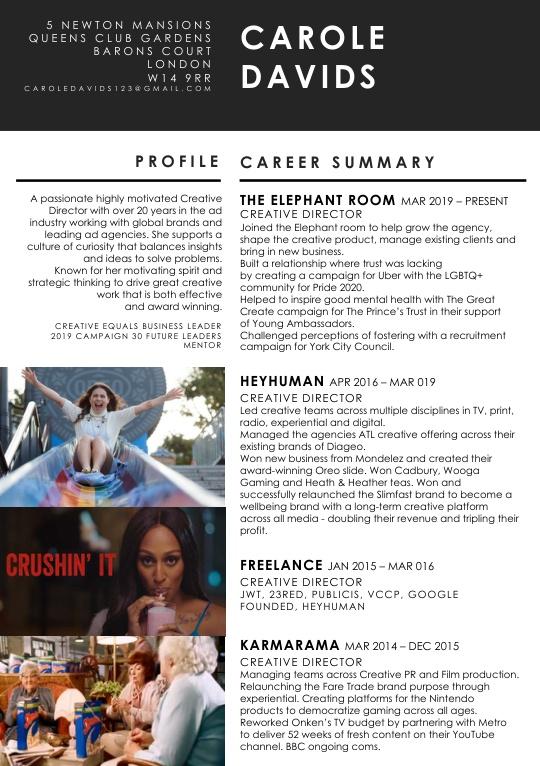 5 NEWTON MANSIONS
QUEENS CLUB GARDENS
BARONS COURT
LONDON
W14 9RR
CAROLEDAVIDS123@GMAIL.COM
CAROLE
DAVIDS
PROFILE
A passionate highly motivated Creative
Director with over 20 years in the ad
industry working with global brands and
leading ad agencies. She supports a
culture of curiosity that balances insights
and ideas to solve problems.
Known for her motivating spirit and
strategic thinking to drive great creative
work that is both effective
and award winning.
CREATIVE EQUALS BUSINESS LEADER
2019 CAMPAIGN 30 FUTURE LEADERS
MENTOR
CRUSHIN' IT
CAREER SUMMARY
THE ELEPHANT ROOM MAR 2019 – PRESENT
CREATIVE DIRECTOR
Joined the Elephant room to help grow the agency,
shape the creative product, manage existing clients and
bring in new business.
Built a relationship where trust was lacking
by creating a campaign for Uber with the LGBTQ+
community for Pride 2020.
Helped to inspire good mental health with The Great
Create campaign for The Prince's Trust in their support
of Young Ambassadors.
Challenged perceptions of fostering with a recruitment
campaign for York City Council.
HEYHUMAN APR 2016 – MAR 019
CREATIVE DIRECTOR
Led creative teams across multiple disciplines in TV, print,
radio, experiential and digital.
Managed the agencies ATL creative offering across their
existing brands of Diageo.
Won new business from Mondelez and created their
award-winning Oreo slide. Won Cadbury, Wooga
Gaming and Heath & Heather teas. Won and
successfully relaunched the Slimfast brand to become a
wellbeing brand with a long-term creative platform
across all media - doubling their revenue and tripling their
profit.
FREELANCE JAN 2015 – MAR 016
CREATIVE DIRECTOR
JWT, 23RED, PUBLICIS, VCCP, GOOGLE
FOUNDED, HEYHUMAN
KARMARAMA MAR 2014 – DEC 2015
CREATIVE DIRECTOR
Managing teams across Creative PR and Film production.
Relaunching the Fare Trade brand purpose through
experiential. Creating platforms for the Nintendo
products to democratize gaming across all ages.
Reworked Onken's TV budget by partnering with Metro
to deliver 52 weeks of fresh content on their YouTube
channel. BBC ongoing coms.